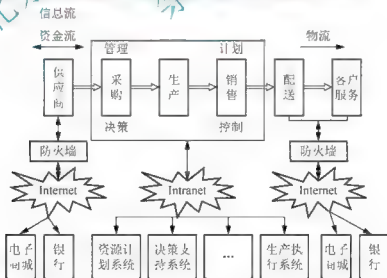 信息流
资金流
物流
管理
计划
供应商
采购
生产
销售
配送
各户服务
决策
控制
防火墙
防火墙
Internet
Intranet
Internet
电子商城
银行
资源计划系统
决策支持系统
...
生产执行系统
电子商城
银行